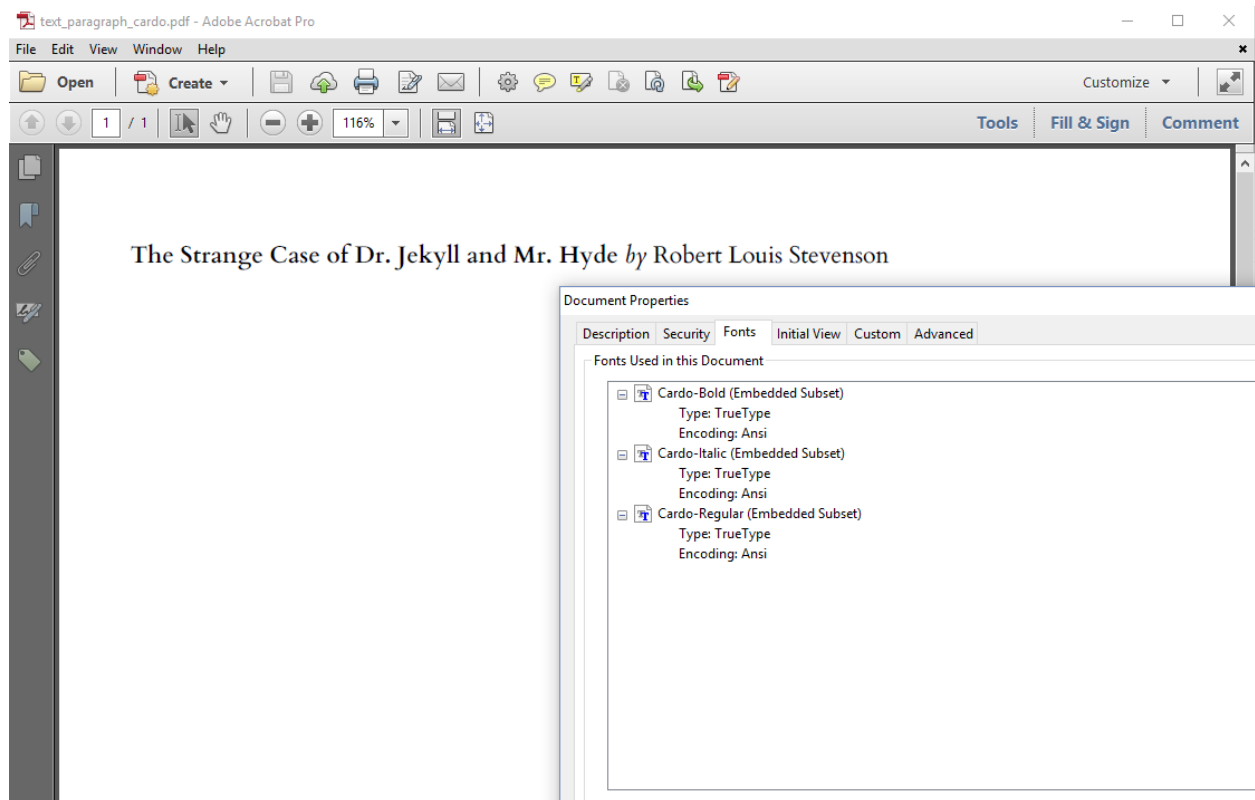 text_paragraph_cardo.pdf - Adobe Acrobat Pro
File Edit View Window Help
Open Create Customize
1 / 1 116% Tools Fill & Sign Comment
The Strange Case of Dr. Jekyll and Mr. Hyde by Robert Louis Stevenson
Document Properties
Description Security Fonts Initial View Custom Advanced
Fonts Used in this Document
Cardo-Bold (Embedded Subset)
Type: TrueType
Encoding: Ansi
Cardo-Italic (Embedded Subset)
Type: TrueType
Encoding: Ansi
Cardo-Regular (Embedded Subset)
Type: TrueType
Encoding: Ansi